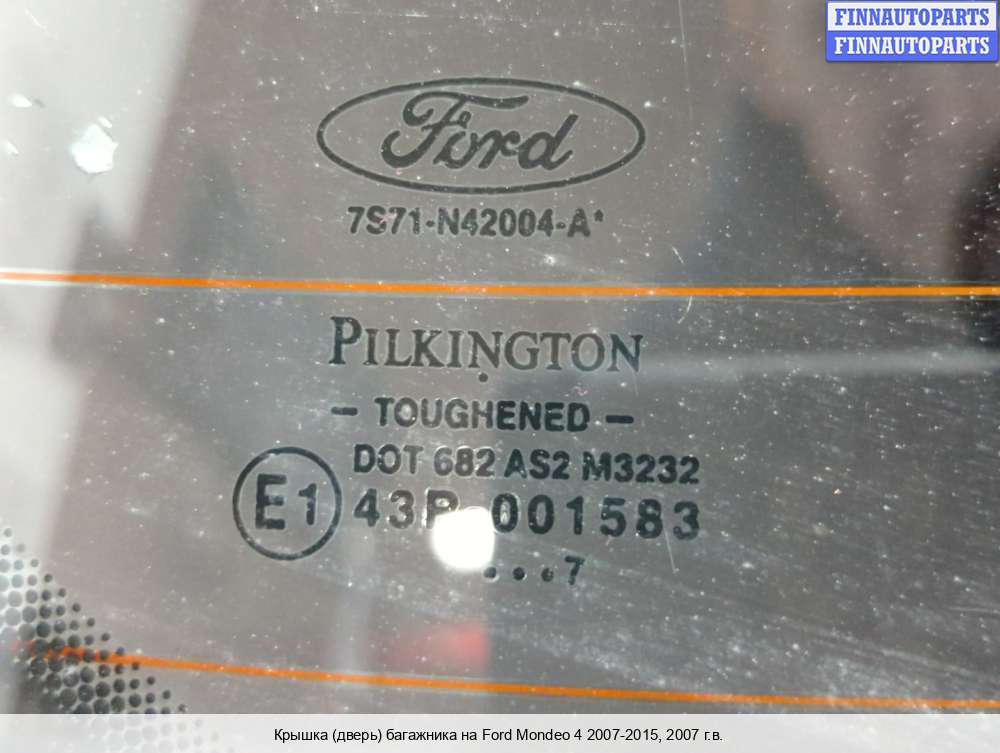 FINNAUTOPARTS
FINNAUTOPARTS
Ford
7S71-N42004-A*
PILKINGTON
- TOUGHENED -
DOT 682 AS2 M3232
E1 43R 001583
...7
Крышка (дверь) багажника на Ford Mondeo 4 2007-2015, 2007 г.в.